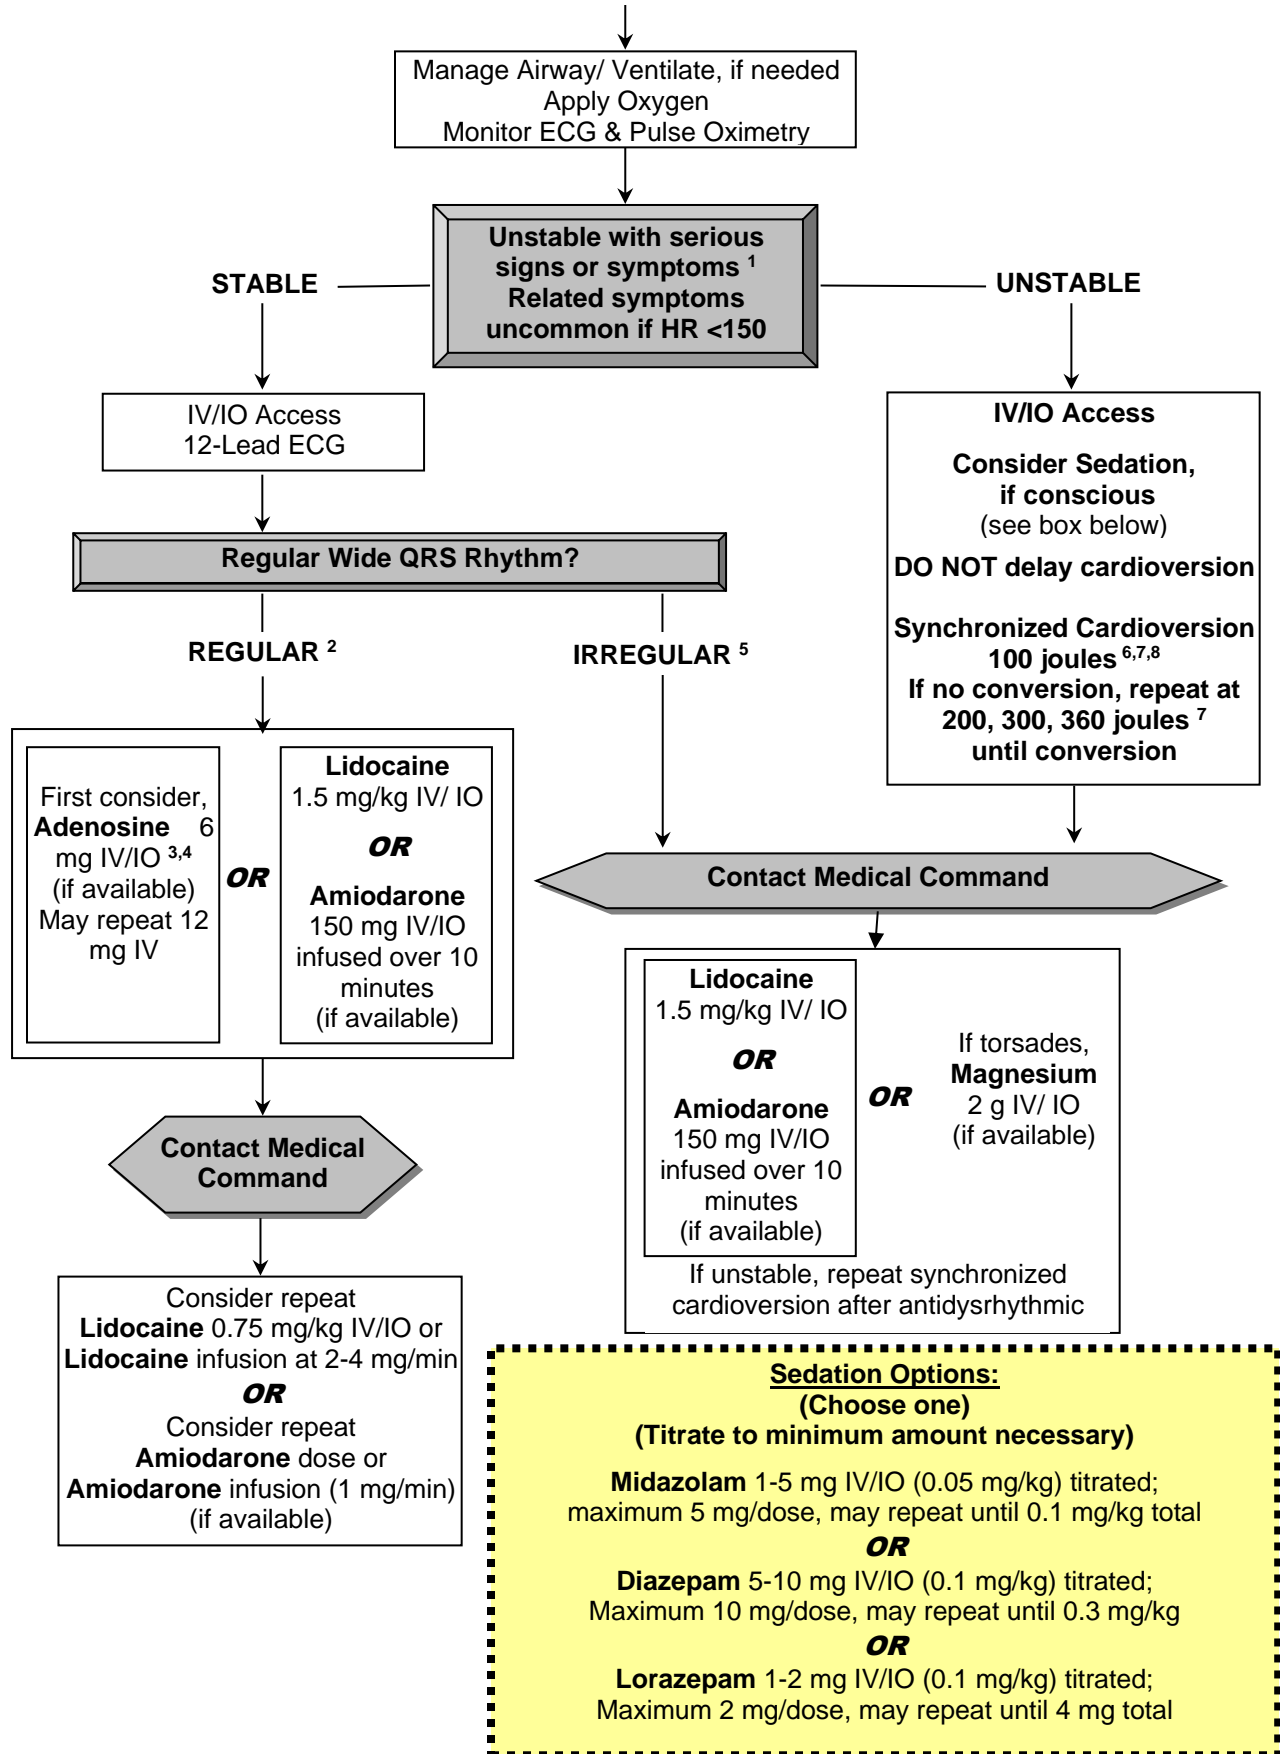 Manage Airway/ Ventilate, if needed
Apply Oxygen
Monitor ECG & Pulse Oximetry
Unstable with serious
signs or symptoms 1
Related symptoms
uncommon if HR <150
STABLE
UNSTABLE
IV/IO Access
12-Lead ECG
Regular Wide QRS Rhythm?
REGULAR 2
IRREGULAR 5
IV/IO Access
Consider Sedation,
if conscious
(see box below)
DO NOT delay cardioversion
Synchronized Cardioversion
100 joules 6,7,8
If no conversion, repeat at
200, 300, 360 joules 7
until conversion
First consider,
Adenosine 6
mg IV/IO 3,4
(if available)
May repeat 12
mg IV
OR
Lidocaine
1.5 mg/kg IV/ IO
OR
Amiodarone
150 mg IV/IO
infused over 10
minutes
(if available)
Contact Medical
Command
Consider repeat
Lidocaine 0.75 mg/kg IV/IO or
Lidocaine infusion at 2-4 mg/min
OR
Consider repeat
Amiodarone dose or
Amiodarone infusion (1 mg/min)
(if available)
Contact Medical Command
Lidocaine
1.5 mg/kg IV/ IO
OR
Amiodarone
150 mg IV/IO
infused over 10
minutes
(if available)
OR
If torsades,
Magnesium
2 g IV/ IO
(if available)
If unstable, repeat synchronized
cardioversion after antidysrhythmic
Sedation Options:
(Choose one)
(Titrate to minimum amount necessary)
Midazolam 1-5 mg IV/IO (0.05 mg/kg) titrated;
maximum 5 mg/dose, may repeat until 0.1 mg/kg total
OR
Diazepam 5-10 mg IV/IO (0.1 mg/kg) titrated;
Maximum 10 mg/dose, may repeat until 0.3 mg/kg
OR
Lorazepam 1-2 mg IV/IO (0.1 mg/kg) titrated;
Maximum 2 mg/dose, may repeat until 4 mg total